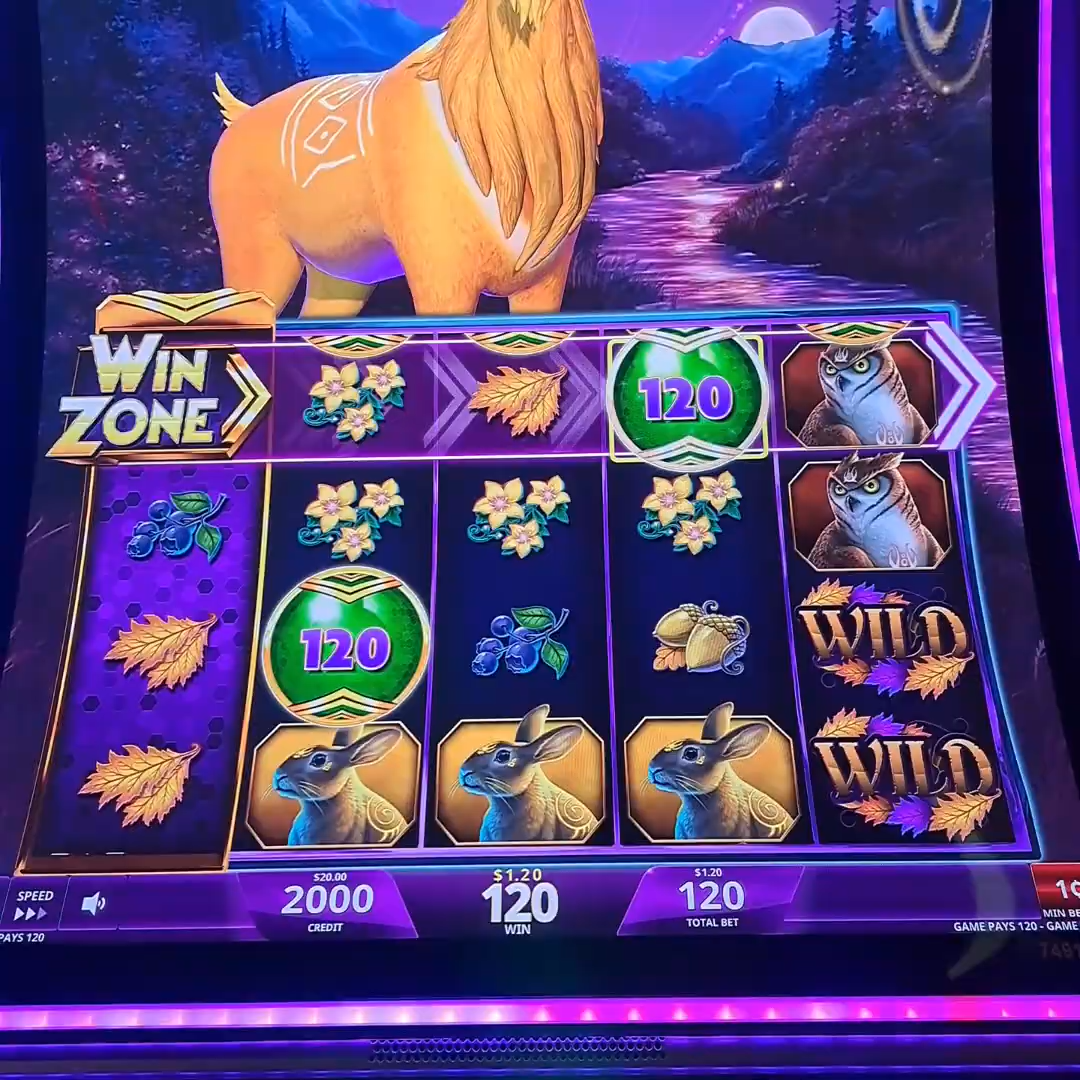 WIN
ZONE
120
120
WILD
WILD
SPEED
$20.00
2000
CREDIT
$1.20
120
WIN
$1.20
120
TOTAL BET
1¢
MIN BE
PAYS 120
GAME PAYS 120 - GAME